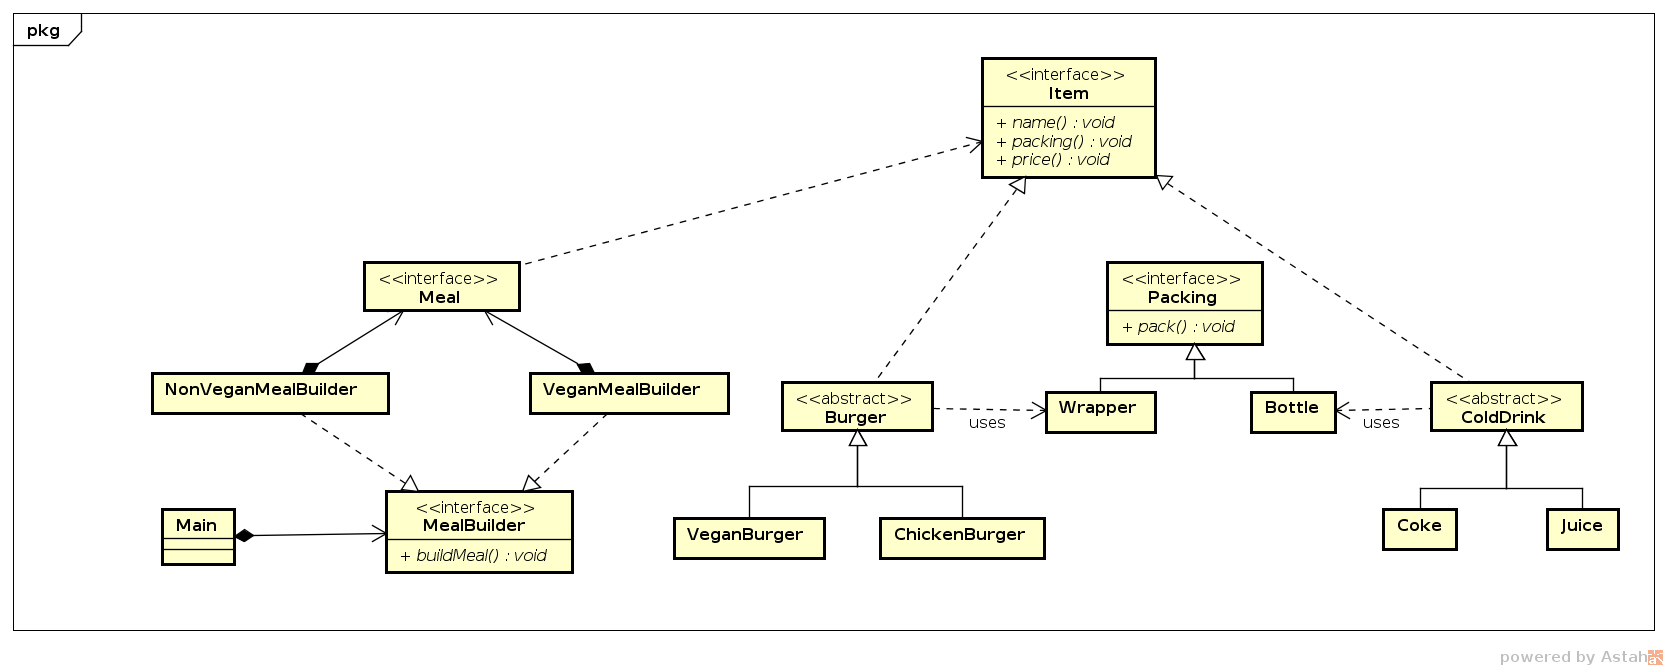 pkg
<<interface>>
Item
+ name() : void
+ packing() : void
+ price() : void
<<interface>>
Meal
<<interface>>
Packing
+ pack() : void
NonVeganMealBuilder
VeganMealBuilder
<<abstract>>
Burger
uses
Wrapper
Bottle
uses
<<abstract>>
ColdDrink
Main
<<interface>>
MealBuilder
+ buildMeal() : void
VeganBurger
ChickenBurger
Coke
Juice
powered by Astah